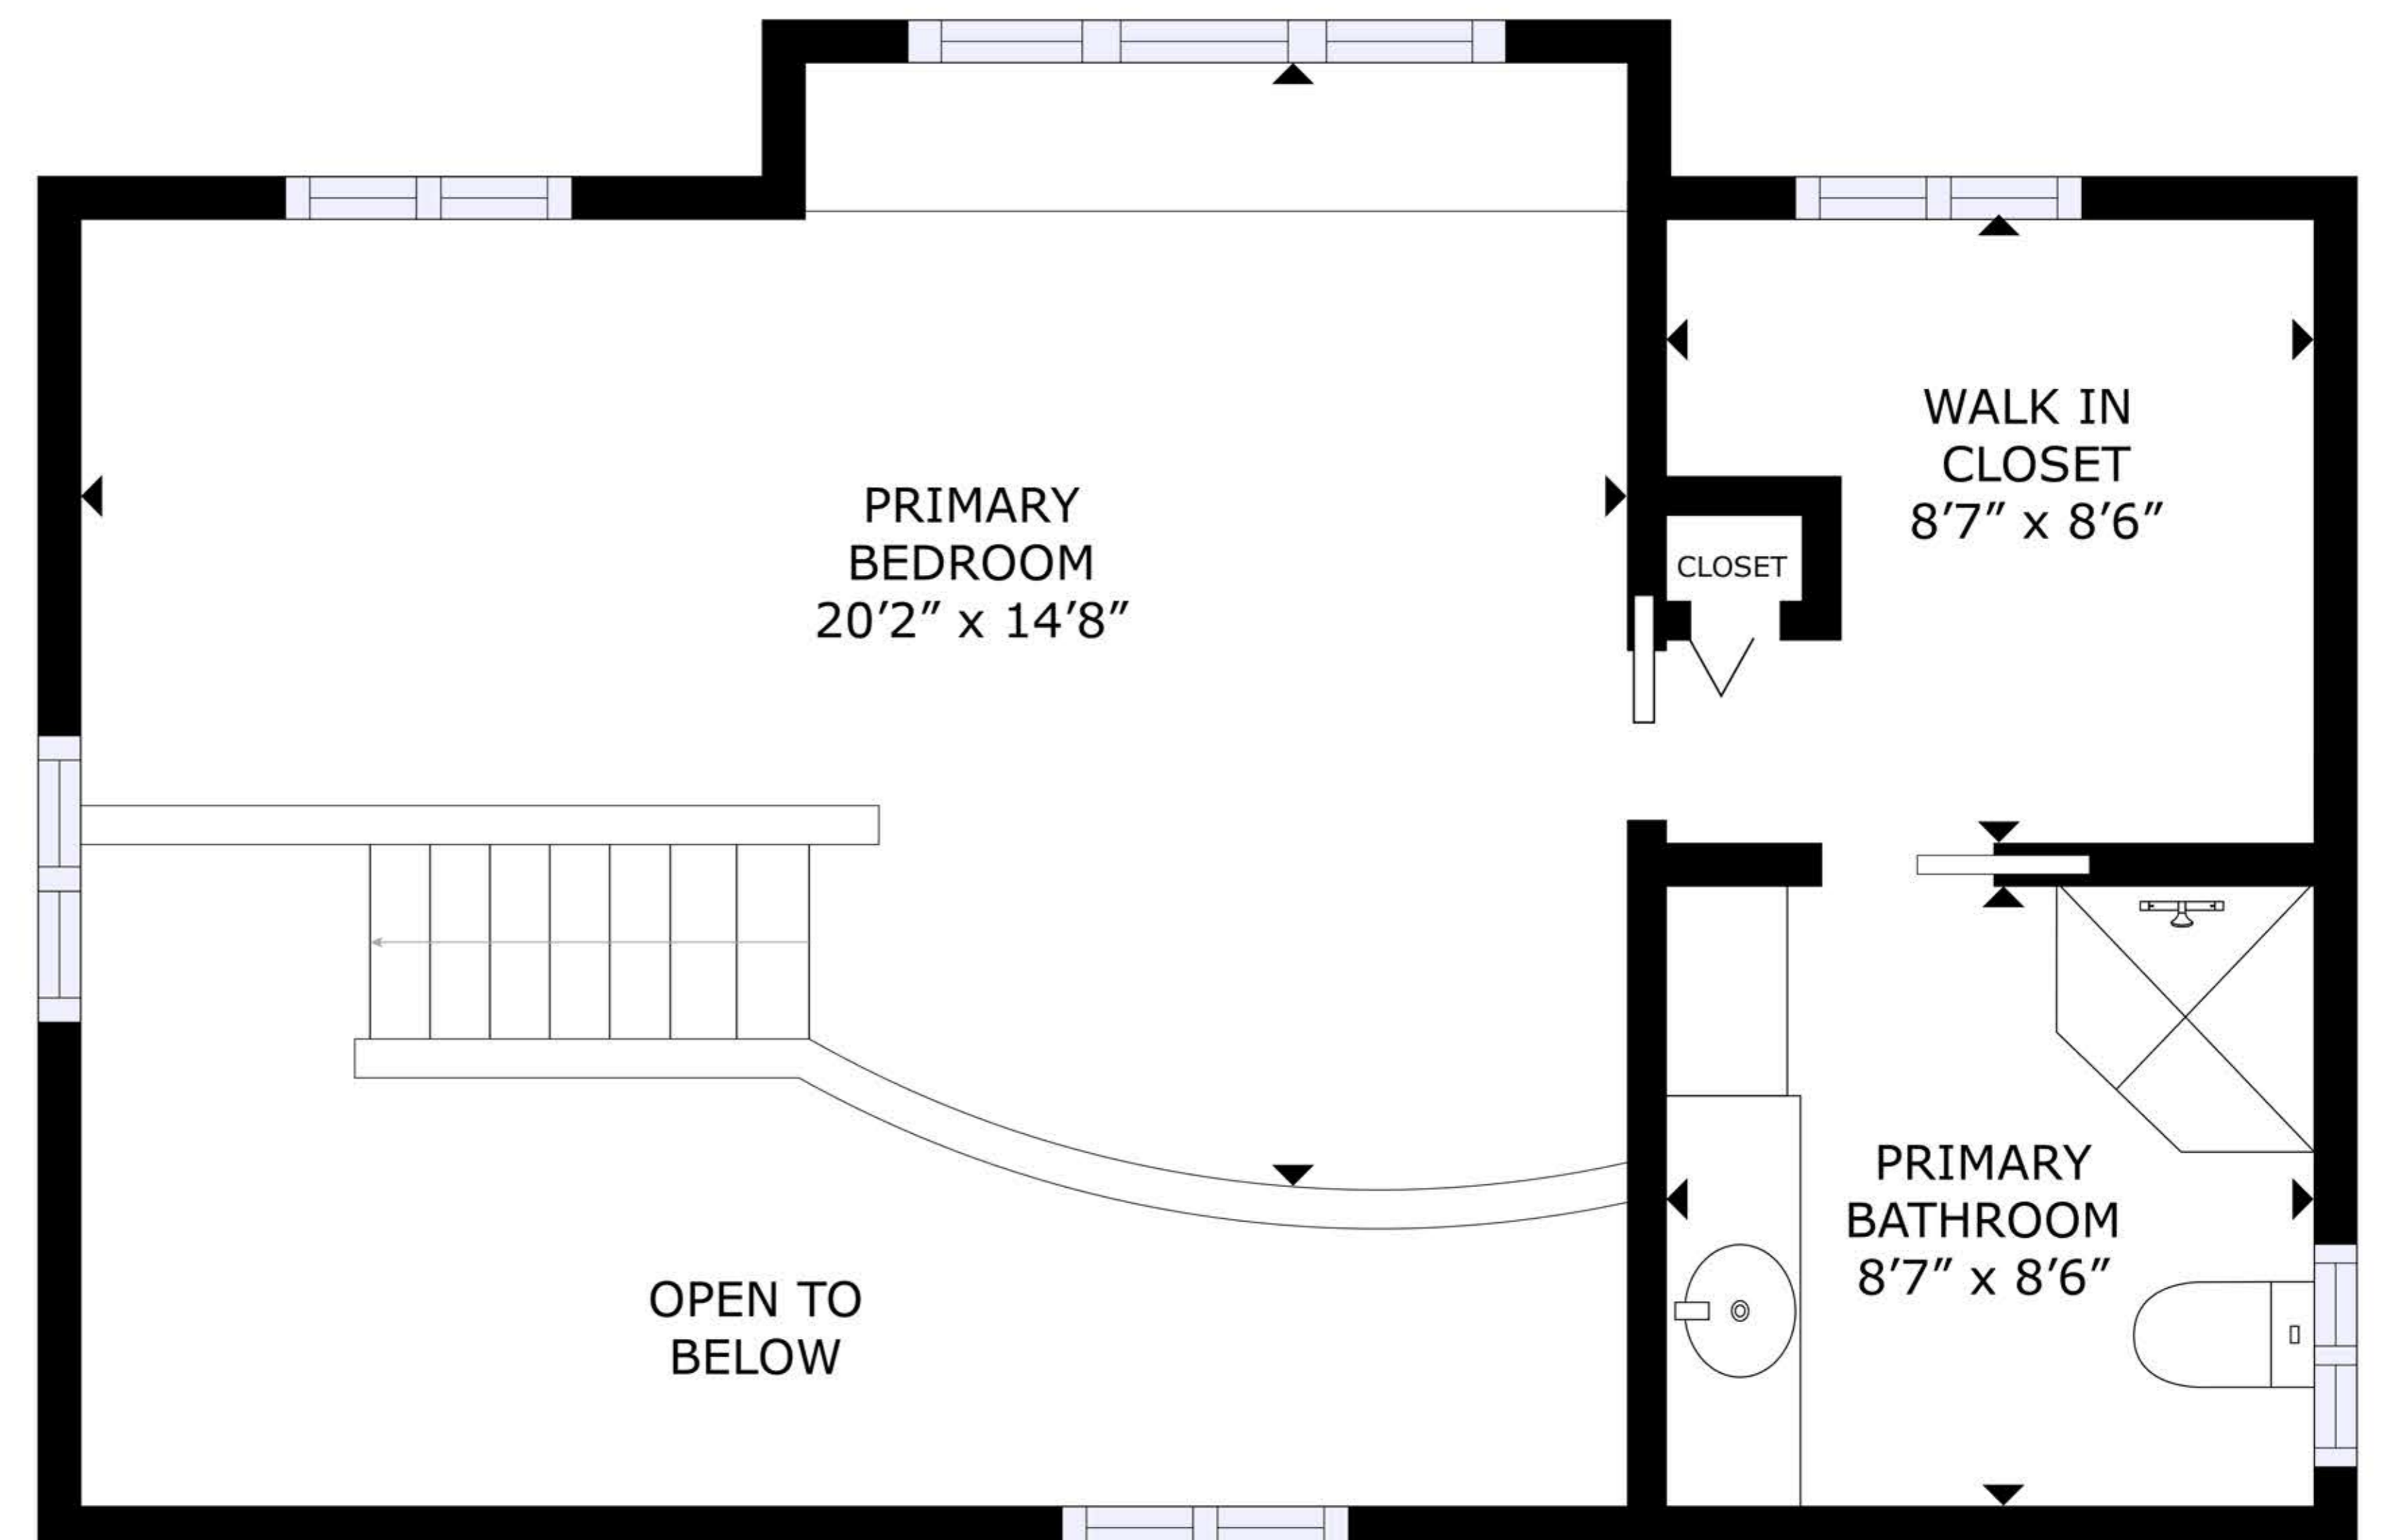 PRIMARY
BEDROOM
20′2″ x 14′8″
WALK IN
CLOSET
8′7″ x 8′6″
CLOSET
OPEN TO
BELOW
PRIMARY
BATHROOM
8′7″ x 8′6″